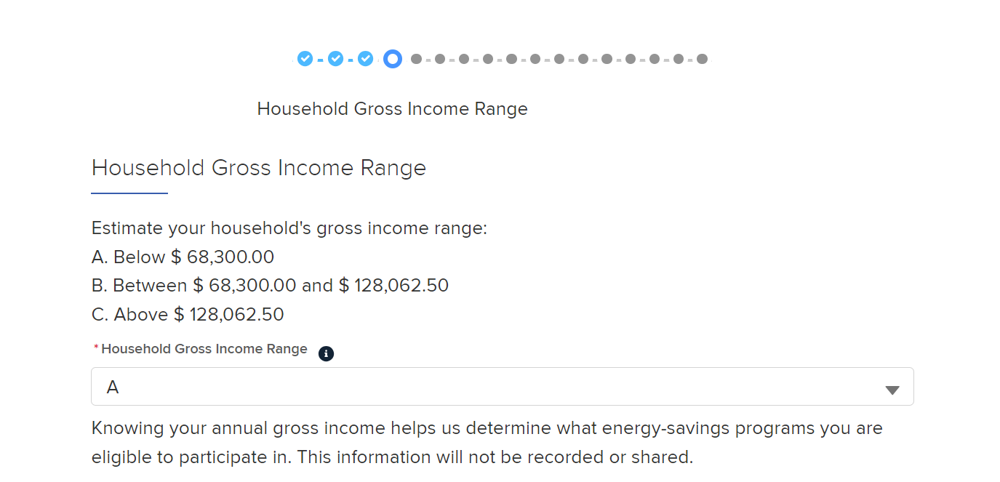 Household Gross Income Range
Household Gross Income Range
Estimate your household's gross income range:
A. Below $ 68,300.00
B. Between $ 68,300.00 and $ 128,062.50
C. Above $ 128,062.50
*Household Gross Income Range i
A
Knowing your annual gross income helps us determine what energy-savings programs you are
eligible to participate in. This information will not be recorded or shared.